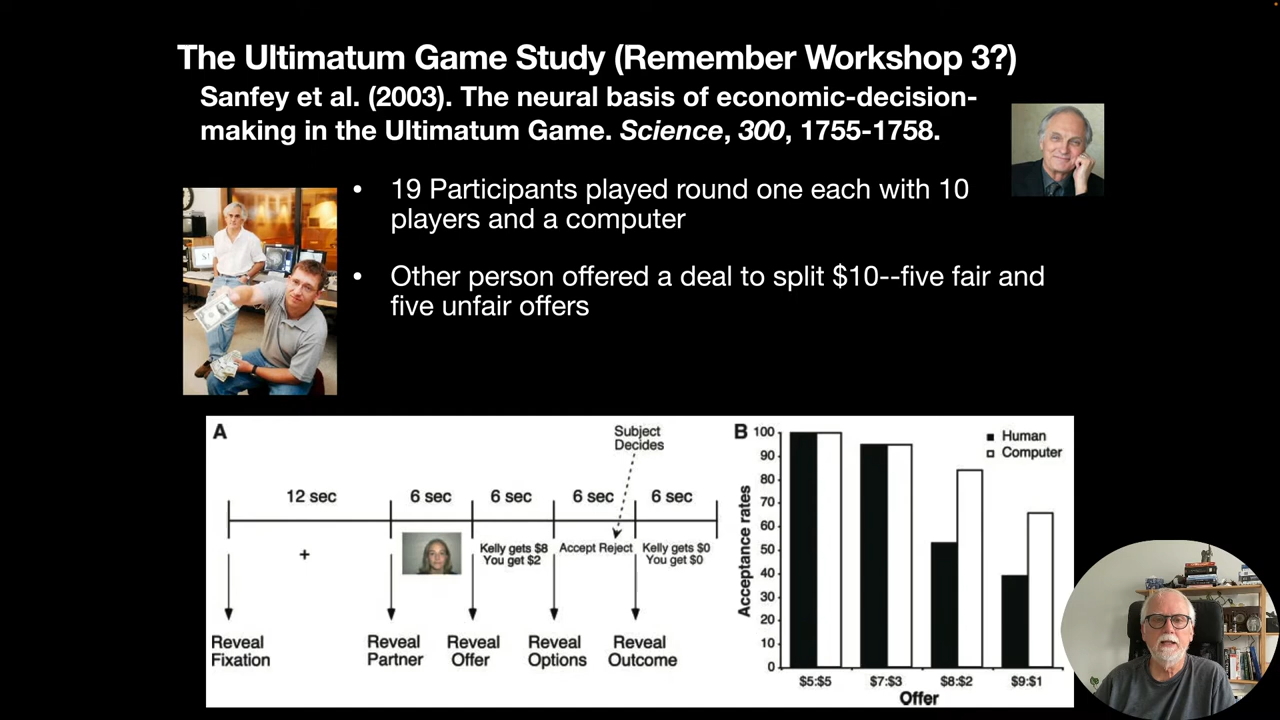 The Ultimatum Game Study (Remember Workshop 3?)
Sanfey et al. (2003). The neural basis of economic-decision-
making in the Ultimatum Game. Science, 300, 1755-1758.
• 19 Participants played round one each with 10
players and a computer
• Other person offered a deal to split $10--five fair and
five unfair offers
A
Subject
Decides
12 sec
6 sec
6 sec
6 sec
6 sec
+
Kelly gets $8
You get $2
Accept Reject
Kelly gets $0
You get $0
Reveal
Fixation
Reveal
Partner
Reveal
Offer
Reveal
Options
Reveal
Outcome
B
Human
Computer
Acceptance rates
100
90
80
70
60
50
40
30
20
10
0
$5:$5
$7:$3
$8:$2
$9:$1
Offer